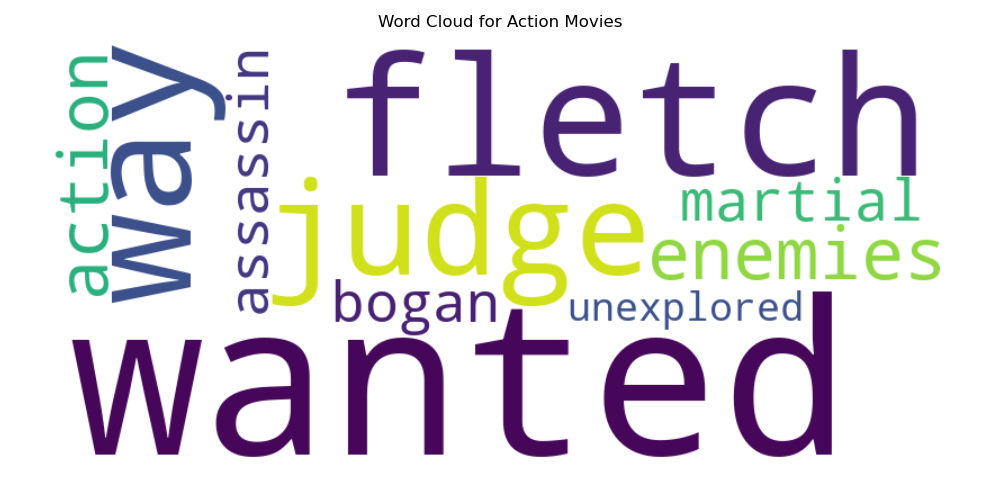 Word Cloud for Action Movies
action
way
assassin
fletch
judge
martial
enemies
bogan
unexplored
wanted